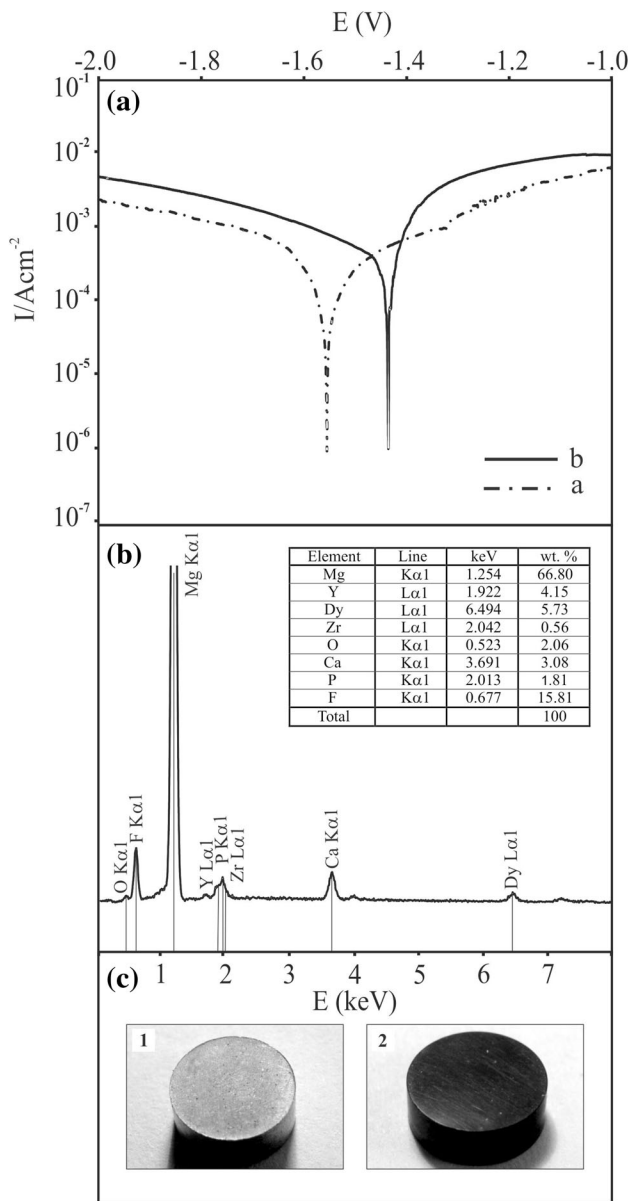 E (V)
-2.0 -1.8 -1.6 -1.4 -1.2 -1.0
(a)
10⁻¹
10⁻²
10⁻³
10⁻⁴
10⁻⁵
10⁻⁶
10⁻⁷
I/Acm⁻²
b
a
(b)
Mg Kα1
Element Line keV wt. %
Mg Kα1 1.254 66.80
Y Lα1 1.922 4.15
Dy Lα1 6.494 5.73
Zr Lα1 2.042 0.56
O Kα1 0.523 2.06
Ca Kα1 3.691 3.08
P Kα1 2.013 1.81
F Kα1 0.677 15.81
Total 100
O Kα1
F Kα1
Y Lα1
P Kα1
Zr Lα1
Ca Kα1
Dy Lα1
1 2 3 4 5 6 7
E (keV)
(c)
1
2